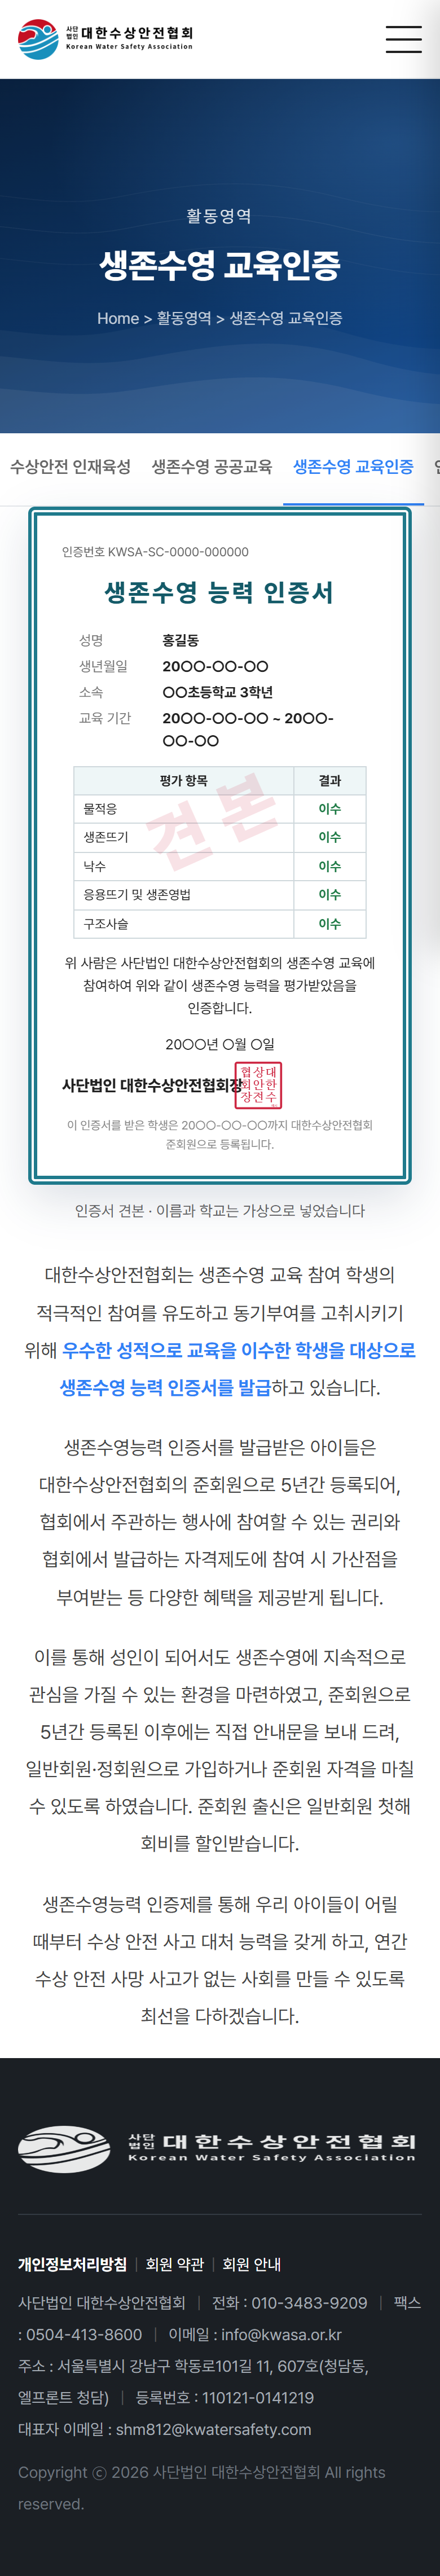 사단법인 대한수상안전협회
Korean Water Safety Association
활동영역
생존수영 교육인증
Home > 활동영역 > 생존수영 교육인증
수상안전 인재육성 생존수영 공공교육 생존수영 교육인증
인증번호 KWSA-SC-0000-000000
생존수영 능력 인증서
성명 홍길동
생년월일 20○○-○○-○○
소속 ○○초등학교 3학년
교육 기간 20○○-○○-○○ ~ 20○○-
○○-○○
평가 항목 결과
물적응 이수
생존뜨기 이수
낙수 이수
응용뜨기 및 생존영법 이수
구조사슬 이수
견본
위 사람은 사단법인 대한수상안전협회의 생존수영 교육에
참여하여 위와 같이 생존수영 능력을 평가받았음을
인증합니다.
20○○년 ○월 ○일
사단법인 대한수상안전협회장
이 인증서를 받은 학생은 20○○-○○-○○까지 대한수상안전협회
준회원으로 등록됩니다.
인증서 견본 · 이름과 학교는 가상으로 넣었습니다
대한수상안전협회는 생존수영 교육 참여 학생의
적극적인 참여를 유도하고 동기부여를 고취시키기
위해 우수한 성적으로 교육을 이수한 학생을 대상으로
생존수영 능력 인증서를 발급하고 있습니다.
생존수영능력 인증서를 발급받은 아이들은
대한수상안전협회의 준회원으로 5년간 등록되어,
협회에서 주관하는 행사에 참여할 수 있는 권리와
협회에서 발급하는 자격제도에 참여 시 가산점을
부여받는 등 다양한 혜택을 제공받게 됩니다.
이를 통해 성인이 되어서도 생존수영에 지속적으로
관심을 가질 수 있는 환경을 마련하였고, 준회원으로
5년간 등록된 이후에는 직접 안내문을 보내 드려,
일반회원·정회원으로 가입하거나 준회원 자격을 마칠
수 있도록 하였습니다. 준회원 출신은 일반회원 첫해
회비를 할인받습니다.
생존수영능력 인증제를 통해 우리 아이들이 어릴
때부터 수상 안전 사고 대처 능력을 갖게 하고, 연간
수상 안전 사망 사고가 없는 사회를 만들 수 있도록
최선을 다하겠습니다.
사단법인 대한수상안전협회
Korean Water Safety Association
개인정보처리방침 | 회원 약관 | 회원 안내
사단법인 대한수상안전협회 | 전화 : 010-3483-9209 | 팩스
: 0504-413-8600 | 이메일 : info@kwasa.or.kr
주소 : 서울특별시 강남구 학동로101길 11, 607호(청담동,
엘프론트 청담) | 등록번호 : 110121-0141219
대표자 이메일 : shm812@kwatersafety.com
Copyright ⓒ 2026 사단법인 대한수상안전협회 All rights
reserved.